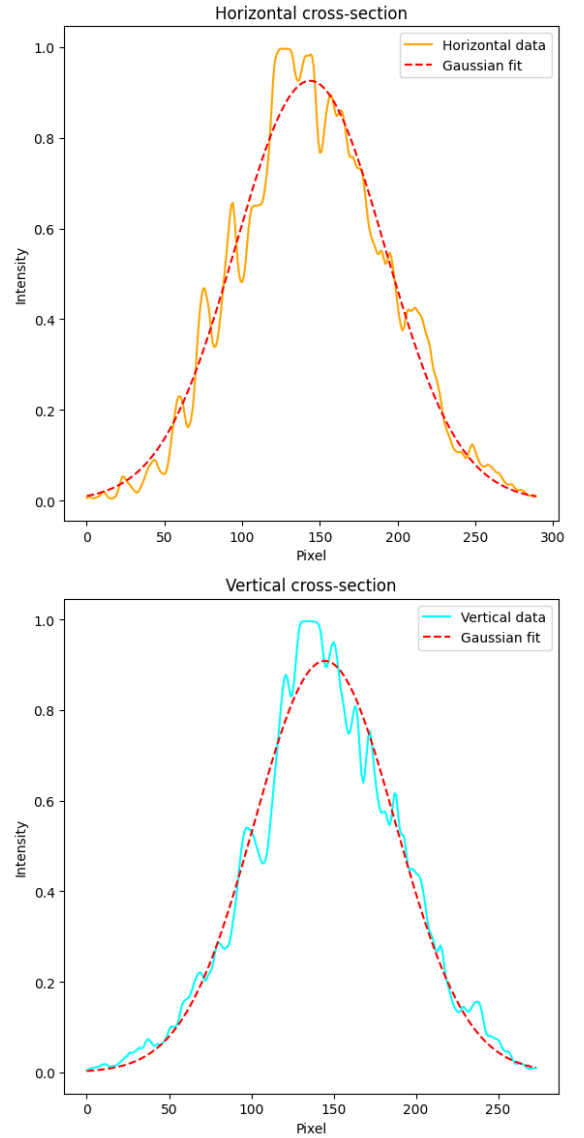 Horizontal cross-section
Horizontal data
Gaussian fit
1.0
0.8
0.6
0.4
0.2
0.0
Intensity
0 50 100 150 200 250 300
Pixel
Vertical cross-section
Vertical data
Gaussian fit
1.0
0.8
0.6
0.4
0.2
0.0
Intensity
0 50 100 150 200 250
Pixel